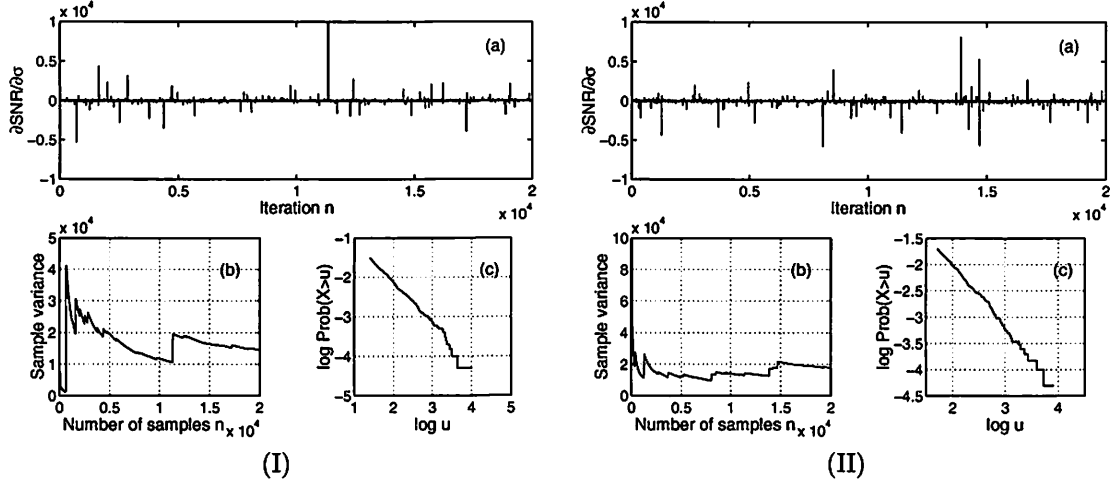 x 10^4
1
0.5
0
−0.5
−1
∂SNR/∂σ
(a)
0
0.5
1
1.5
2
Iteration n
x 10^4
x 10^4
5
4
3
2
1
0
Sample variance
(b)
0
0.5
1
1.5
2
Number of samples n
x 10^4
−1
−2
−3
−4
−5
log Prob(X>u)
(c)
1
2
3
4
5
log u
(I)
x 10^4
1
0.5
0
−0.5
−1
∂SNR/∂σ
(a)
0
0.5
1
1.5
2
Iteration n
x 10^4
x 10^4
10
8
6
4
2
0
Sample variance
(b)
0
0.5
1
1.5
2
Number of samples n
x 10^4
−1.5
−2
−2.5
−3
−3.5
−4
−4.5
log Prob(X>u)
(c)
2
3
4
log u
(II)